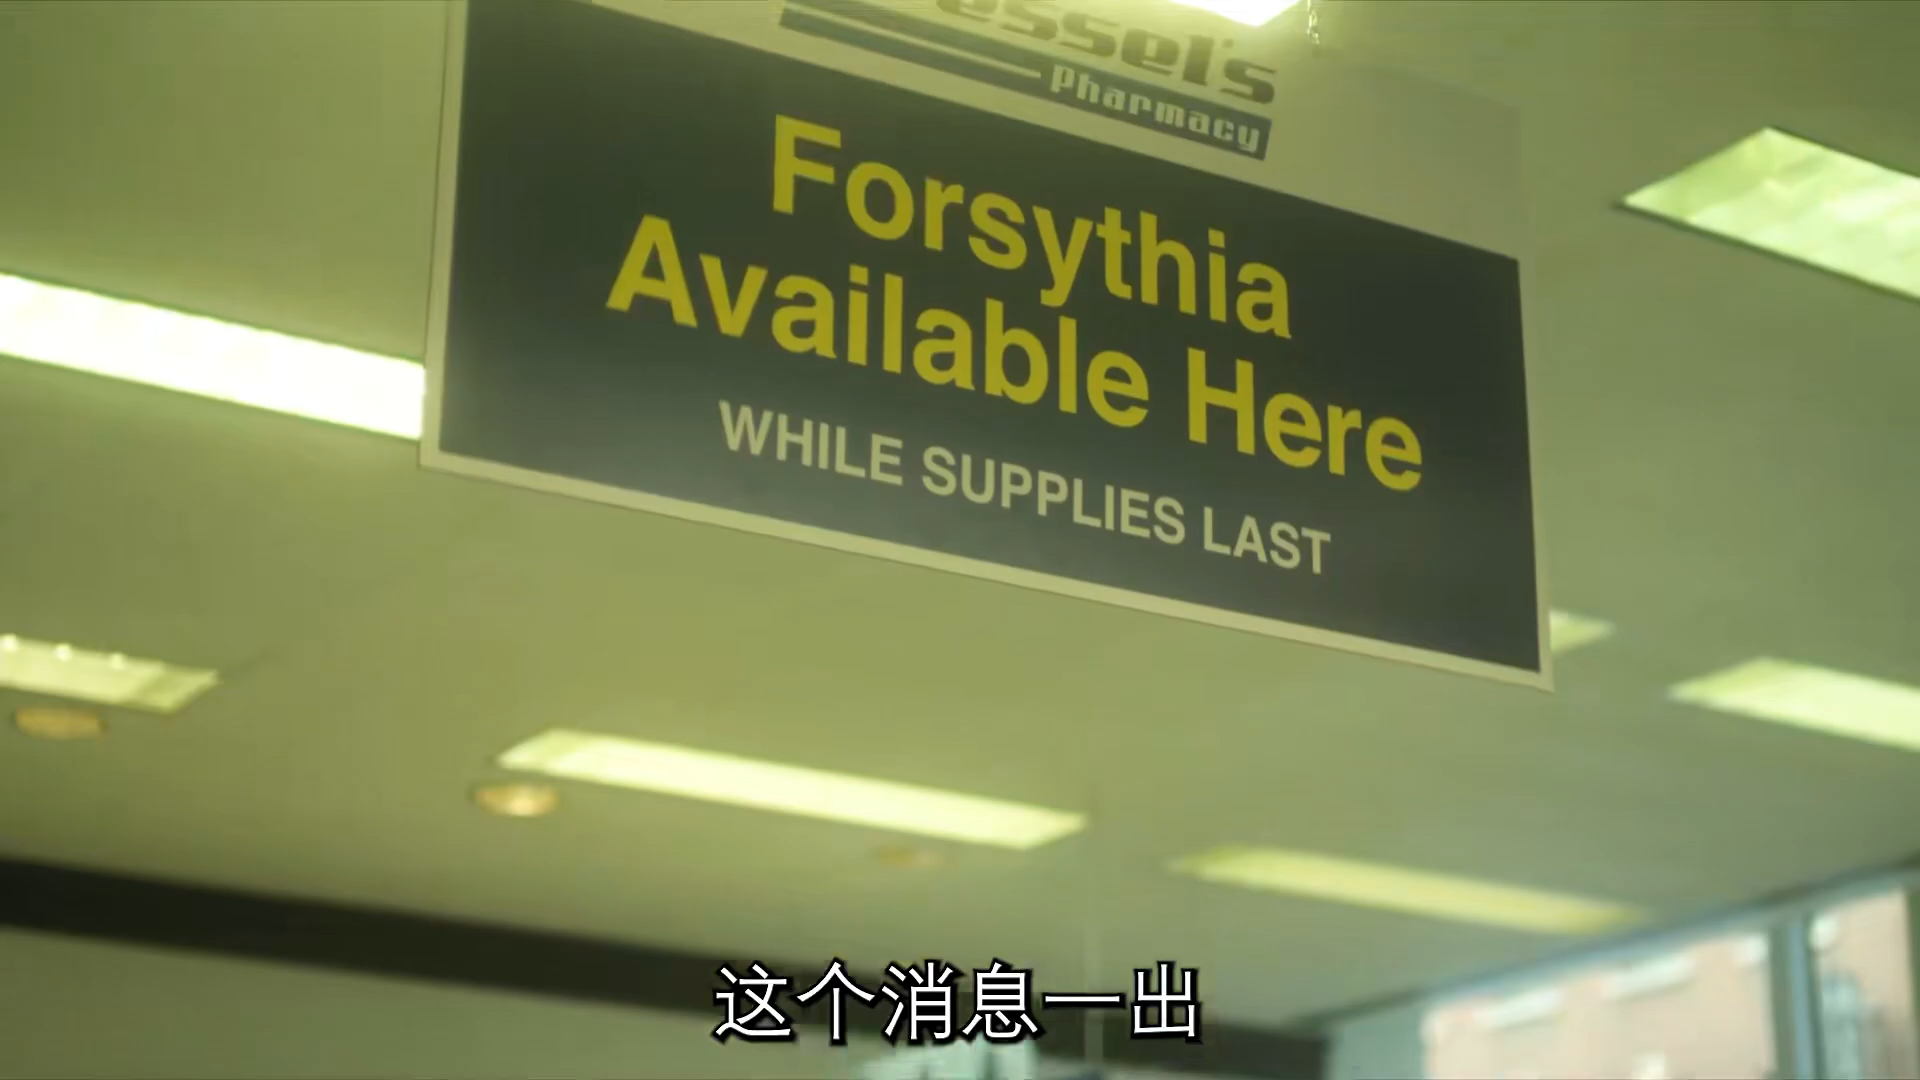 Pharmacy
Forsythia
Available Here
WHILE SUPPLIES LAST
这个消息一出